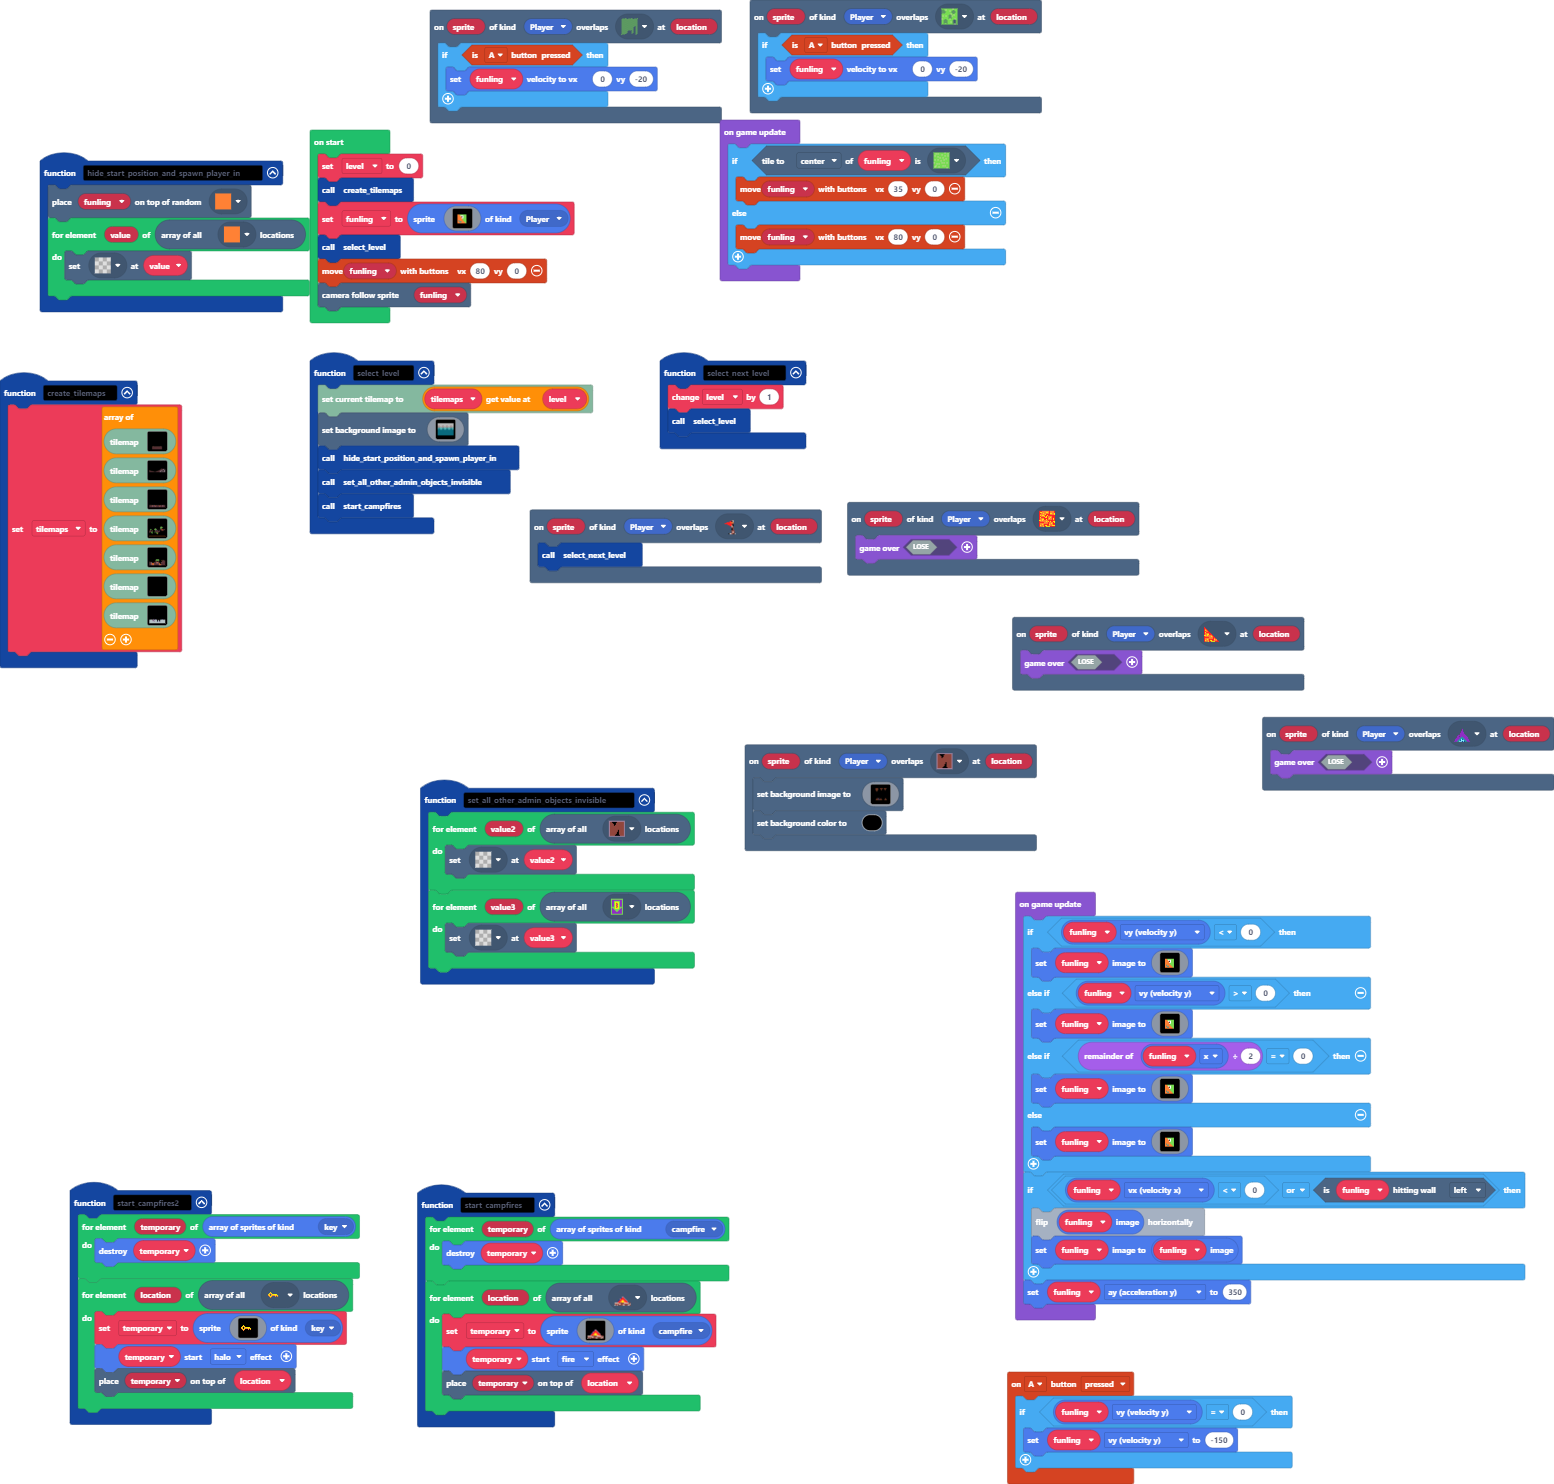 on sprite of kind Player overlaps at location
if is A button pressed then
set funling velocity to vx 0 vy -20
on sprite of kind Player overlaps at location
if is A button pressed then
set funling velocity to vx 0 vy -20
function hide start position and spawn player in
place funling on top of random
for element value of array of all locations
do set at value
on start
set level to 0
call create_tilemaps
set funling to sprite of kind Player
call select_level
move funling with buttons vx 80 vy 0
camera follow sprite funling
on game update
if tile to center of funling is then
move funling with buttons vx 35 vy 0
else
move funling with buttons vx 80 vy 0
function create tilemaps
set tilemaps to
array of
tilemap
tilemap
tilemap
tilemap
tilemap
tilemap
tilemap
function select level
set current tilemap to tilemaps get value at level
set background image to
call hide_start_position_and_spawn_player_in
call set_all_other_admin_objects_invisible
call start_campfires
function select next level
change level by 1
call select_level
on sprite of kind Player overlaps at location
call select_next_level
on sprite of kind Player overlaps at location
game over LOSE
on sprite of kind Player overlaps at location
game over LOSE
on sprite of kind Player overlaps at location
game over LOSE
on sprite of kind Player overlaps at location
set background image to
set background color to
function set all other admin objects invisible
for element value2 of array of all locations
do set at value2
for element value3 of array of all locations
do set at value3
on game update
if funling vy (velocity y) < 0 then
set funling image to
else if funling vy (velocity y) > 0 then
set funling image to
else if remainder of funling x ÷ 2 = 0 then
set funling image to
else
set funling image to
if funling vx (velocity x) < 0 or is funling hitting wall left then
flip funling image horizontally
set funling image to funling image
set funling ay (acceleration y) to 350
function start campfires2
for element temporary of array of sprites of kind key
do destroy temporary
for element location of array of all locations
do set temporary to sprite of kind key
temporary start halo effect
place temporary on top of location
function start campfires
for element temporary of array of sprites of kind campfire
do destroy temporary
for element location of array of all locations
do set temporary to sprite of kind campfire
temporary start fire effect
place temporary on top of location
on A button pressed
if funling vy (velocity y) = 0 then
set funling vy (velocity y) to -150